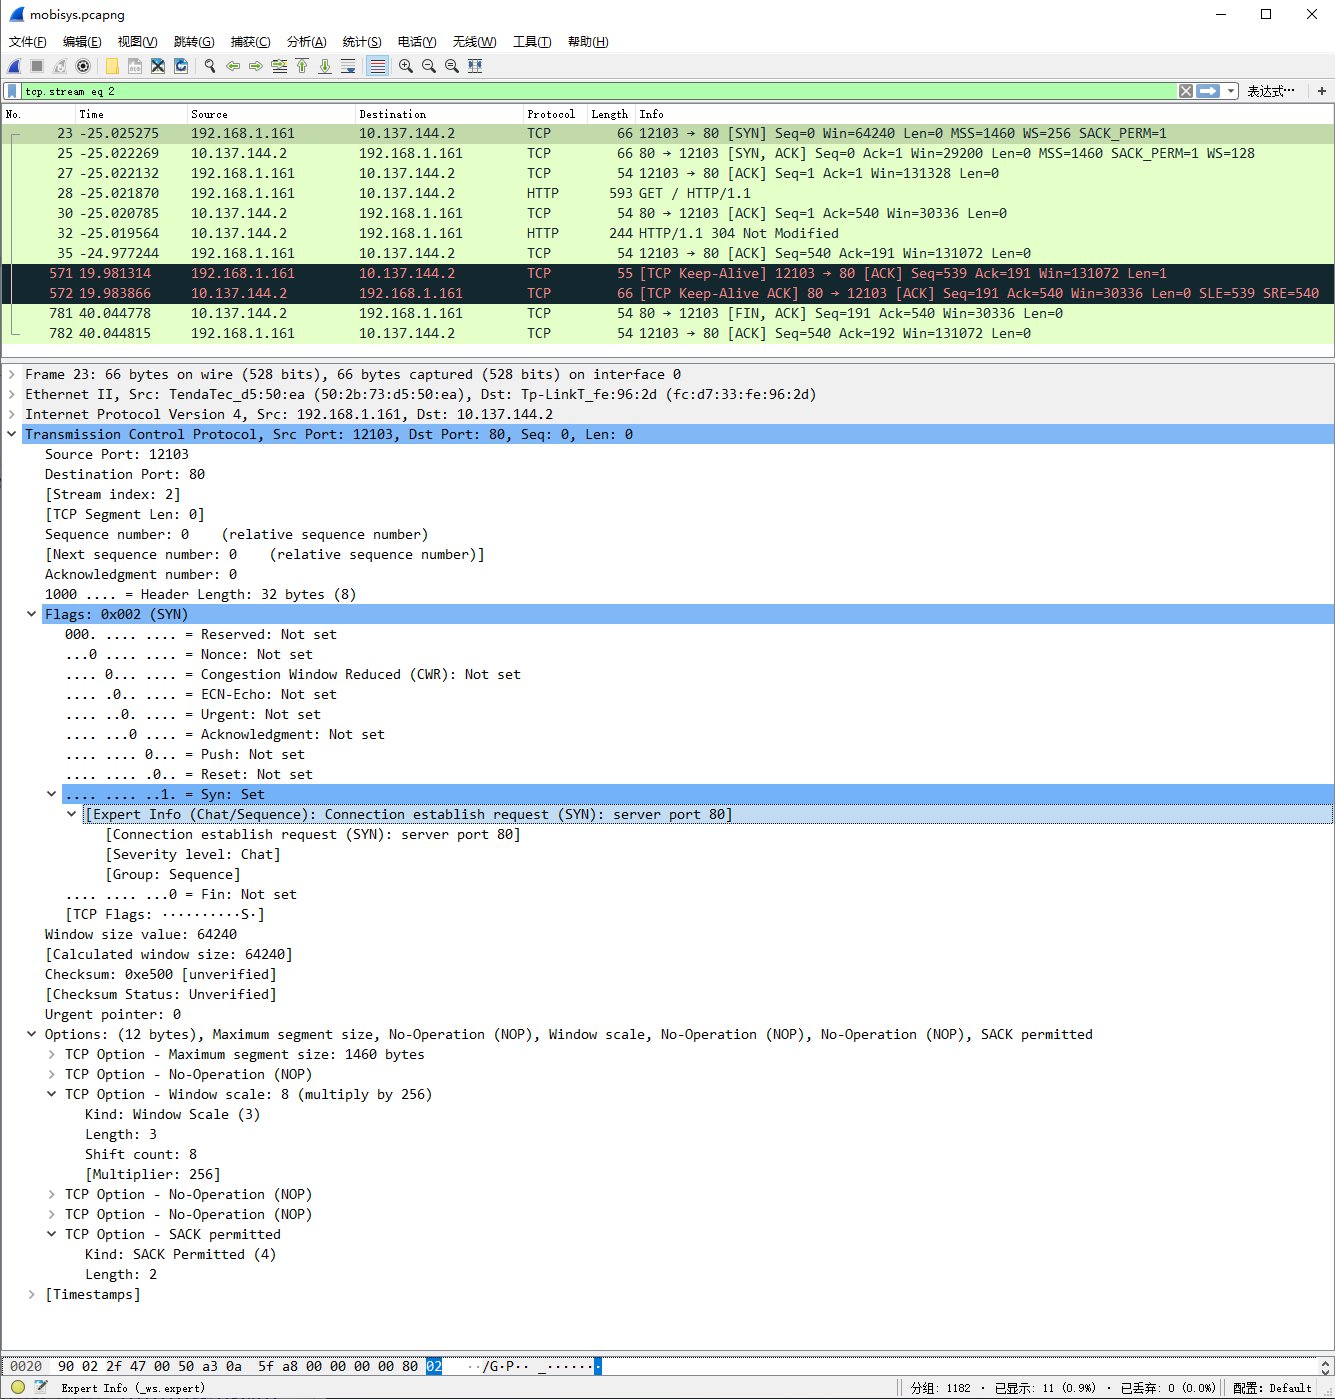 mobisys.pcapng
文件(F) 编辑(E) 视图(V) 跳转(G) 捕获(C) 分析(A) 统计(S) 电话(Y) 无线(W) 工具(T) 帮助(H)
tcp.stream eq 2 表达式… +
No. Time Source Destination Protocol Length Info
23 -25.025275 192.168.1.161 10.137.144.2 TCP 66 12103 → 80 [SYN] Seq=0 Win=64240 Len=0 MSS=1460 WS=256 SACK_PERM=1
25 -25.022269 10.137.144.2 192.168.1.161 TCP 66 80 → 12103 [SYN, ACK] Seq=0 Ack=1 Win=29200 Len=0 MSS=1460 SACK_PERM=1 WS=128
27 -25.022132 192.168.1.161 10.137.144.2 TCP 54 12103 → 80 [ACK] Seq=1 Ack=1 Win=131328 Len=0
28 -25.021870 192.168.1.161 10.137.144.2 HTTP 593 GET / HTTP/1.1
30 -25.020785 10.137.144.2 192.168.1.161 TCP 54 80 → 12103 [ACK] Seq=1 Ack=540 Win=30336 Len=0
32 -25.019564 10.137.144.2 192.168.1.161 HTTP 244 HTTP/1.1 304 Not Modified
35 -24.977244 192.168.1.161 10.137.144.2 TCP 54 12103 → 80 [ACK] Seq=540 Ack=191 Win=131072 Len=0
571 19.981314 192.168.1.161 10.137.144.2 TCP 55 [TCP Keep-Alive] 12103 → 80 [ACK] Seq=539 Ack=191 Win=131072 Len=1
572 19.983866 10.137.144.2 192.168.1.161 TCP 66 [TCP Keep-Alive ACK] 80 → 12103 [ACK] Seq=191 Ack=540 Win=30336 Len=0 SLE=539 SRE=540
781 40.044778 10.137.144.2 192.168.1.161 TCP 54 80 → 12103 [FIN, ACK] Seq=191 Ack=540 Win=30336 Len=0
782 40.044815 192.168.1.161 10.137.144.2 TCP 54 12103 → 80 [ACK] Seq=540 Ack=192 Win=131072 Len=0
Frame 23: 66 bytes on wire (528 bits), 66 bytes captured (528 bits) on interface 0
Ethernet II, Src: TendaTec_d5:50:ea (50:2b:73:d5:50:ea), Dst: Tp-LinkT_fe:96:2d (fc:d7:33:fe:96:2d)
Internet Protocol Version 4, Src: 192.168.1.161, Dst: 10.137.144.2
Transmission Control Protocol, Src Port: 12103, Dst Port: 80, Seq: 0, Len: 0
Source Port: 12103
Destination Port: 80
[Stream index: 2]
[TCP Segment Len: 0]
Sequence number: 0 (relative sequence number)
[Next sequence number: 0 (relative sequence number)]
Acknowledgment number: 0
1000 .... = Header Length: 32 bytes (8)
Flags: 0x002 (SYN)
000. .... .... = Reserved: Not set
...0 .... .... = Nonce: Not set
.... 0... .... = Congestion Window Reduced (CWR): Not set
.... .0.. .... = ECN-Echo: Not set
.... ..0. .... = Urgent: Not set
.... ...0 .... = Acknowledgment: Not set
.... .... 0... = Push: Not set
.... .... .0.. = Reset: Not set
.... .... ..1. = Syn: Set
[Expert Info (Chat/Sequence): Connection establish request (SYN): server port 80]
[Connection establish request (SYN): server port 80]
[Severity level: Chat]
[Group: Sequence]
.... .... ...0 = Fin: Not set
[TCP Flags: ··········S·]
Window size value: 64240
[Calculated window size: 64240]
Checksum: 0xe500 [unverified]
[Checksum Status: Unverified]
Urgent pointer: 0
Options: (12 bytes), Maximum segment size, No-Operation (NOP), Window scale, No-Operation (NOP), No-Operation (NOP), SACK permitted
TCP Option - Maximum segment size: 1460 bytes
TCP Option - No-Operation (NOP)
TCP Option - Window scale: 8 (multiply by 256)
Kind: Window Scale (3)
Length: 3
Shift count: 8
[Multiplier: 256]
TCP Option - No-Operation (NOP)
TCP Option - No-Operation (NOP)
TCP Option - SACK permitted
Kind: SACK Permitted (4)
Length: 2
[Timestamps]
0020 90 02 2f 47 00 50 a3 0a 5f a8 00 00 00 00 80 02 ··/G·P·· _·······
Expert Info (_ws.expert) 分组: 1182 · 已显示: 11 (0.9%) · 已丢弃: 0 (0.0%) 配置: Default